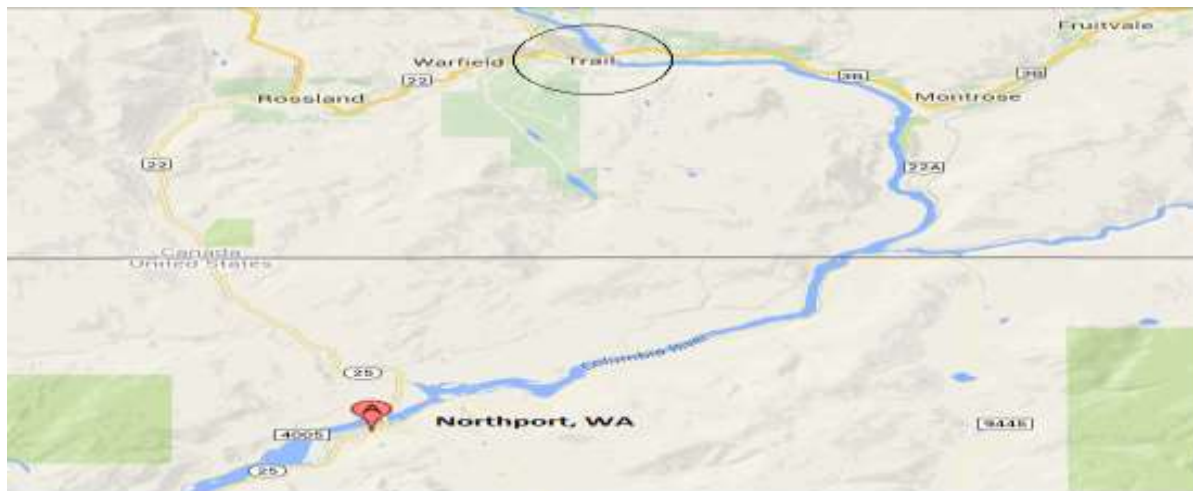 Fruitvale
Warfield
Trail
3B
22
3B
Rossland
Montrose
22
22A
Canada
United States
Columbia River
25
A
Northport, WA
4005
9445
25